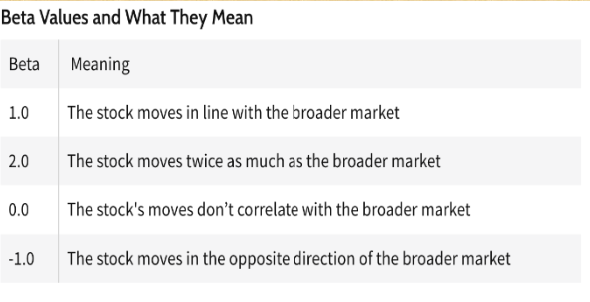 Beta Values and What They Mean
Beta Meaning
1.0 The stock moves in line with the broader market
2.0 The stock moves twice as much as the broader market
0.0 The stock's moves don’t correlate with the broader market
-1.0 The stock moves in the opposite direction of the broader market